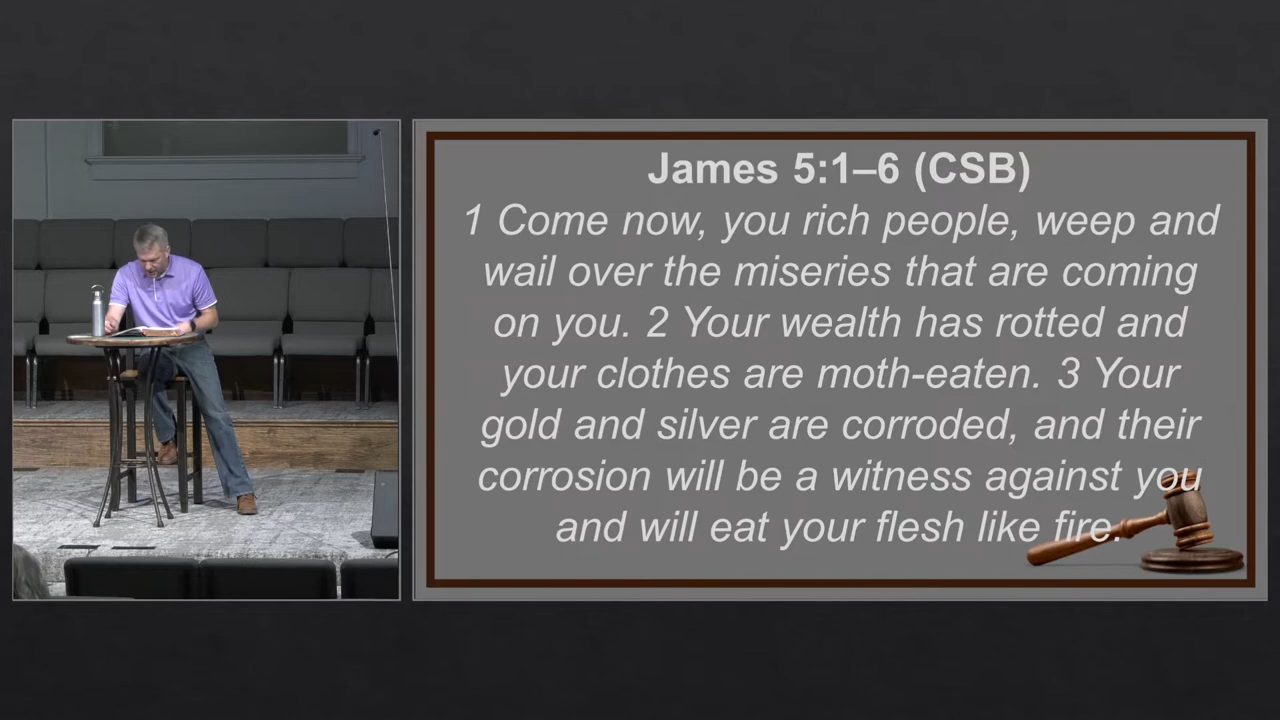 James 5:1–6 (CSB)
1 Come now, you rich people, weep and
wail over the miseries that are coming
on you. 2 Your wealth has rotted and
your clothes are moth-eaten. 3 Your
gold and silver are corroded, and their
corrosion will be a witness against you
and will eat your flesh like fire.